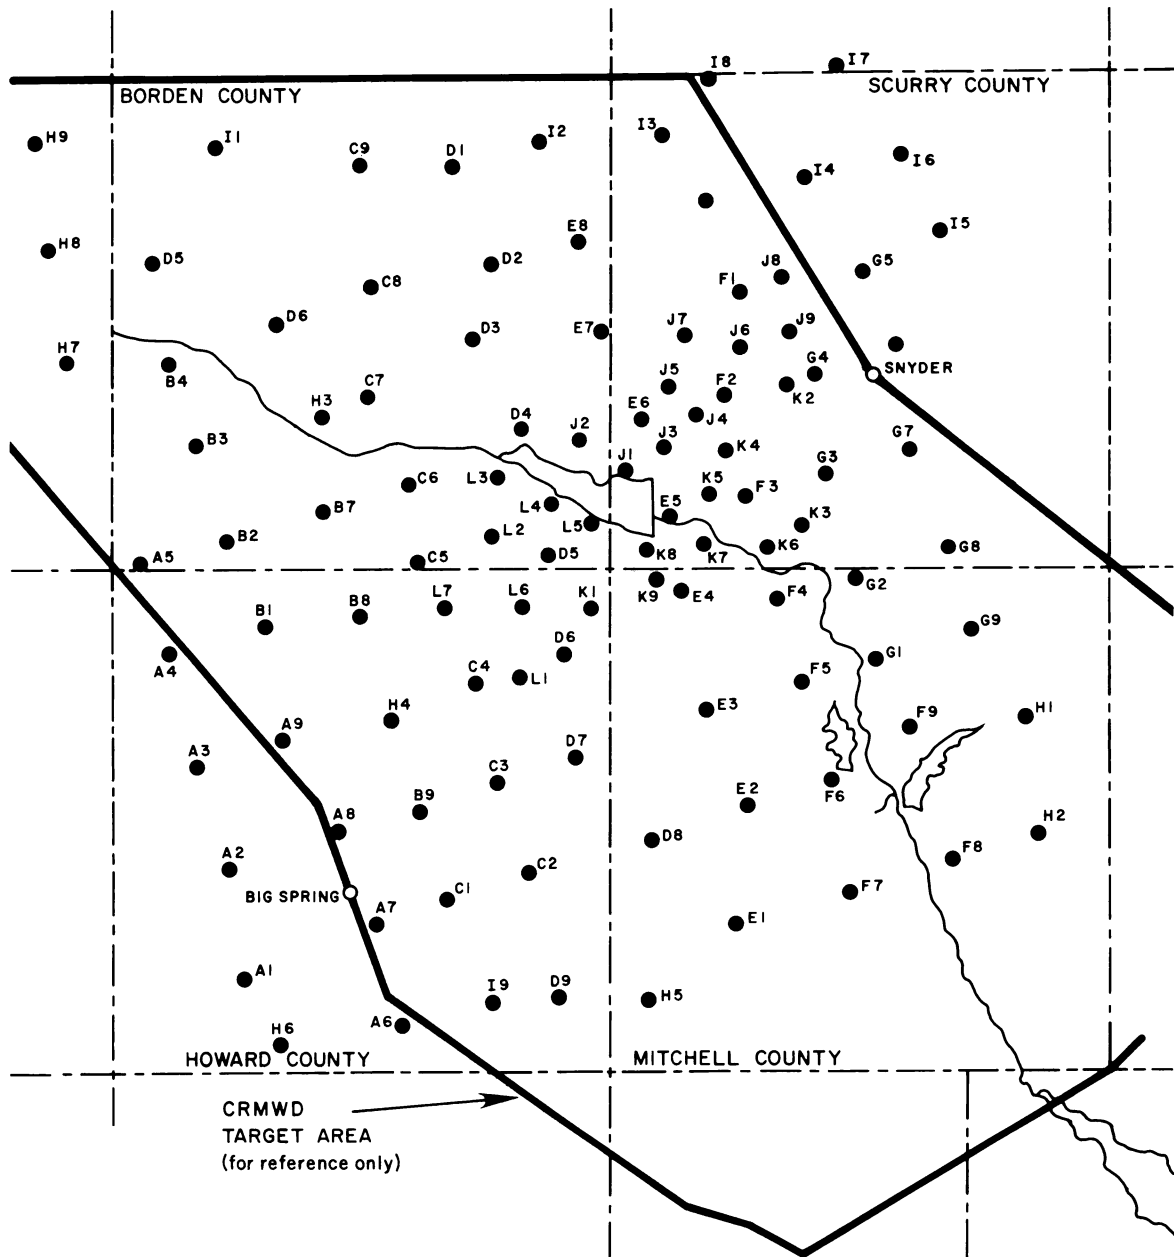 I8
I7
BORDEN COUNTY
SCURRY COUNTY
H9
I1
C9
D1
I2
I3
I4
I6
H8
D5
C8
D2
E8
I5
J8
G5
F1
D6
D3
E7
J7
J6
J9
H7
B4
H3
C7
J5
F2
G4
K2
SNYDER
E6
J4
D4
J2
J3
K4
G7
B3
J1
G3
C6
L3
B7
L4
K5
F3
E5
B2
L2
L5
K3
A5
C5
D5
K8
K7
K6
G8
L7
L6
K1
K9
E4
F4
G2
B1
B8
G9
A4
D6
G1
C4
L1
F5
H4
E3
F9
H1
A9
A3
D7
C3
F6
B9
E2
A8
H2
D8
A2
C2
F8
BIG SPRING
C1
F7
A7
E1
A1
I9
D9
H5
H6
A6
HOWARD COUNTY
MITCHELL COUNTY
CRMWD
TARGET AREA
(for reference only)